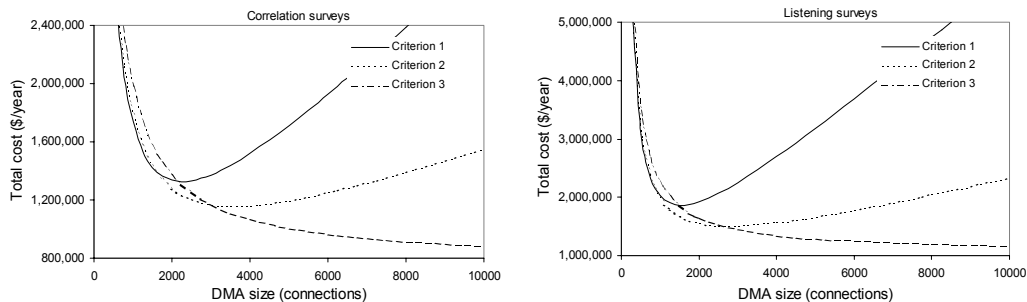 Correlation surveys
Total cost ($/year)
2,400,000
2,000,000
1,600,000
1,200,000
800,000
Criterion 1
Criterion 2
Criterion 3
0 2000 4000 6000 8000 10000
DMA size (connections)
Listening surveys
Total cost ($/year)
5,000,000
4,000,000
3,000,000
2,000,000
1,000,000
Criterion 1
Criterion 2
Criterion 3
0 2000 4000 6000 8000 10000
DMA size (connections)